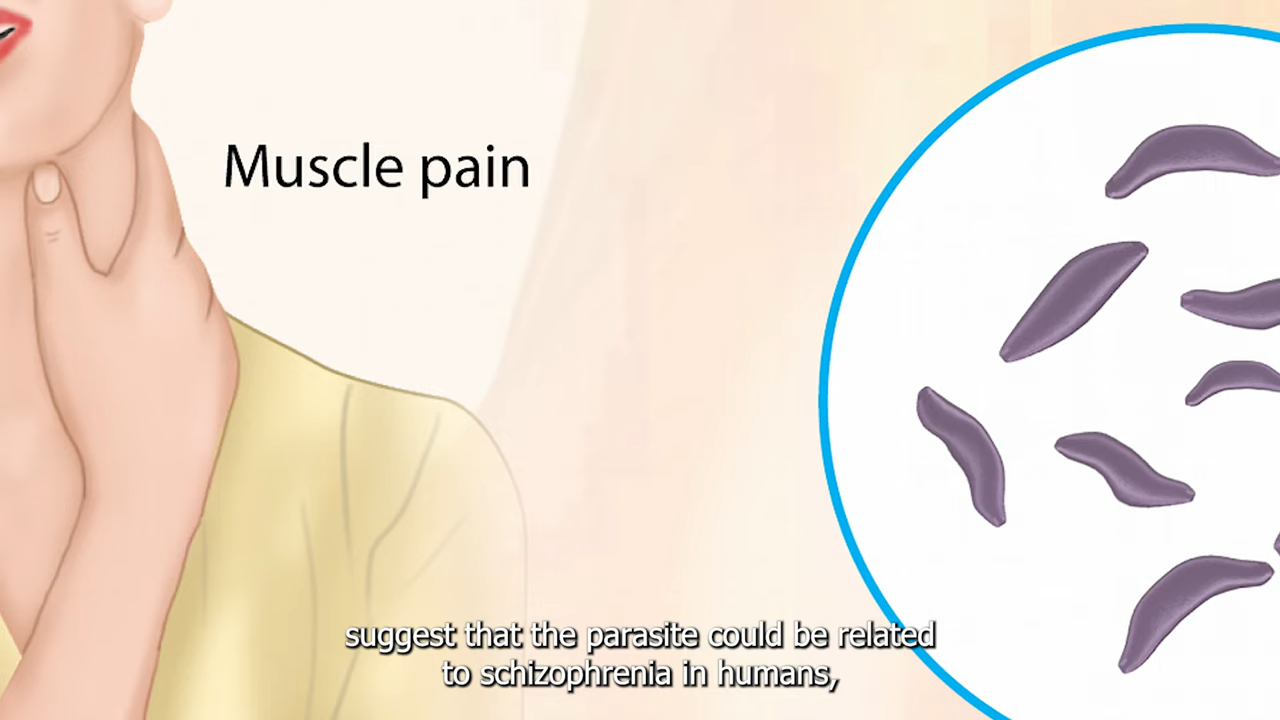 Muscle pain
suggest that the parasite could be related
to schizophrenia in humans,